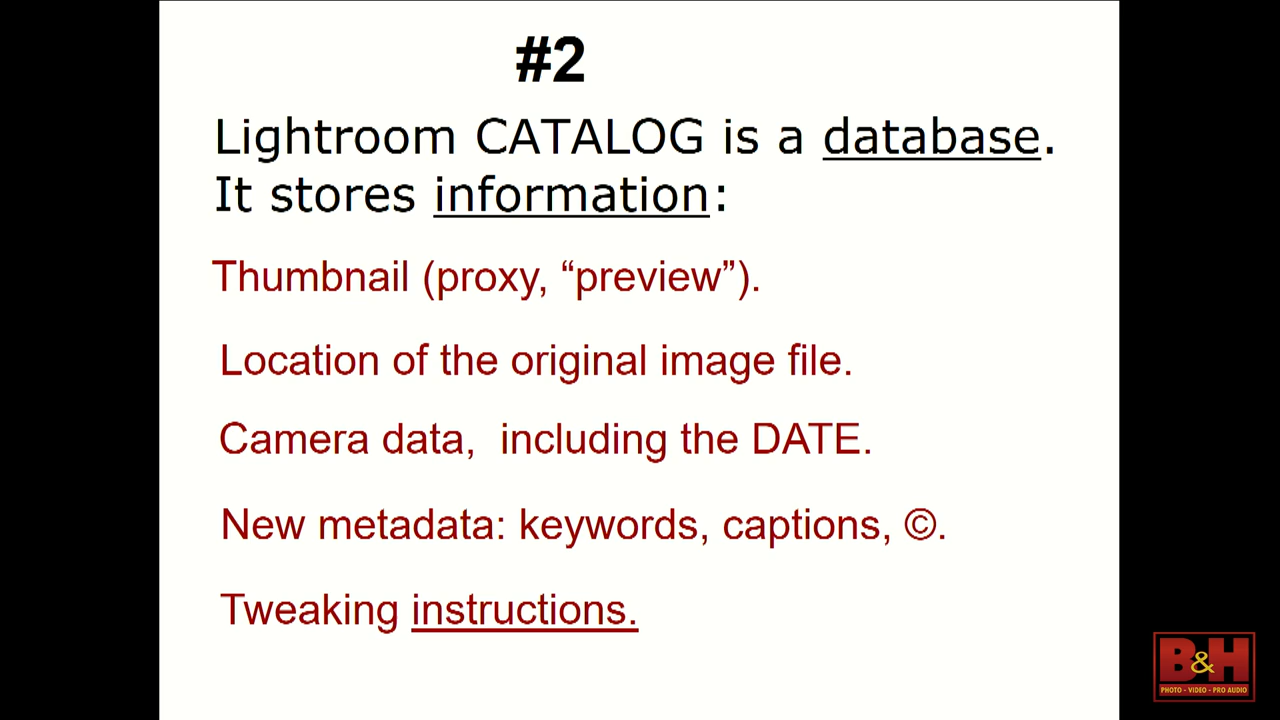 #2
Lightroom CATALOG is a database.
It stores information:
Thumbnail (proxy, “preview”).
Location of the original image file.
Camera data,  including the DATE.
New metadata: keywords, captions, ©.
Tweaking instructions.
B&H
PHOTO - VIDEO - PRO AUDIO